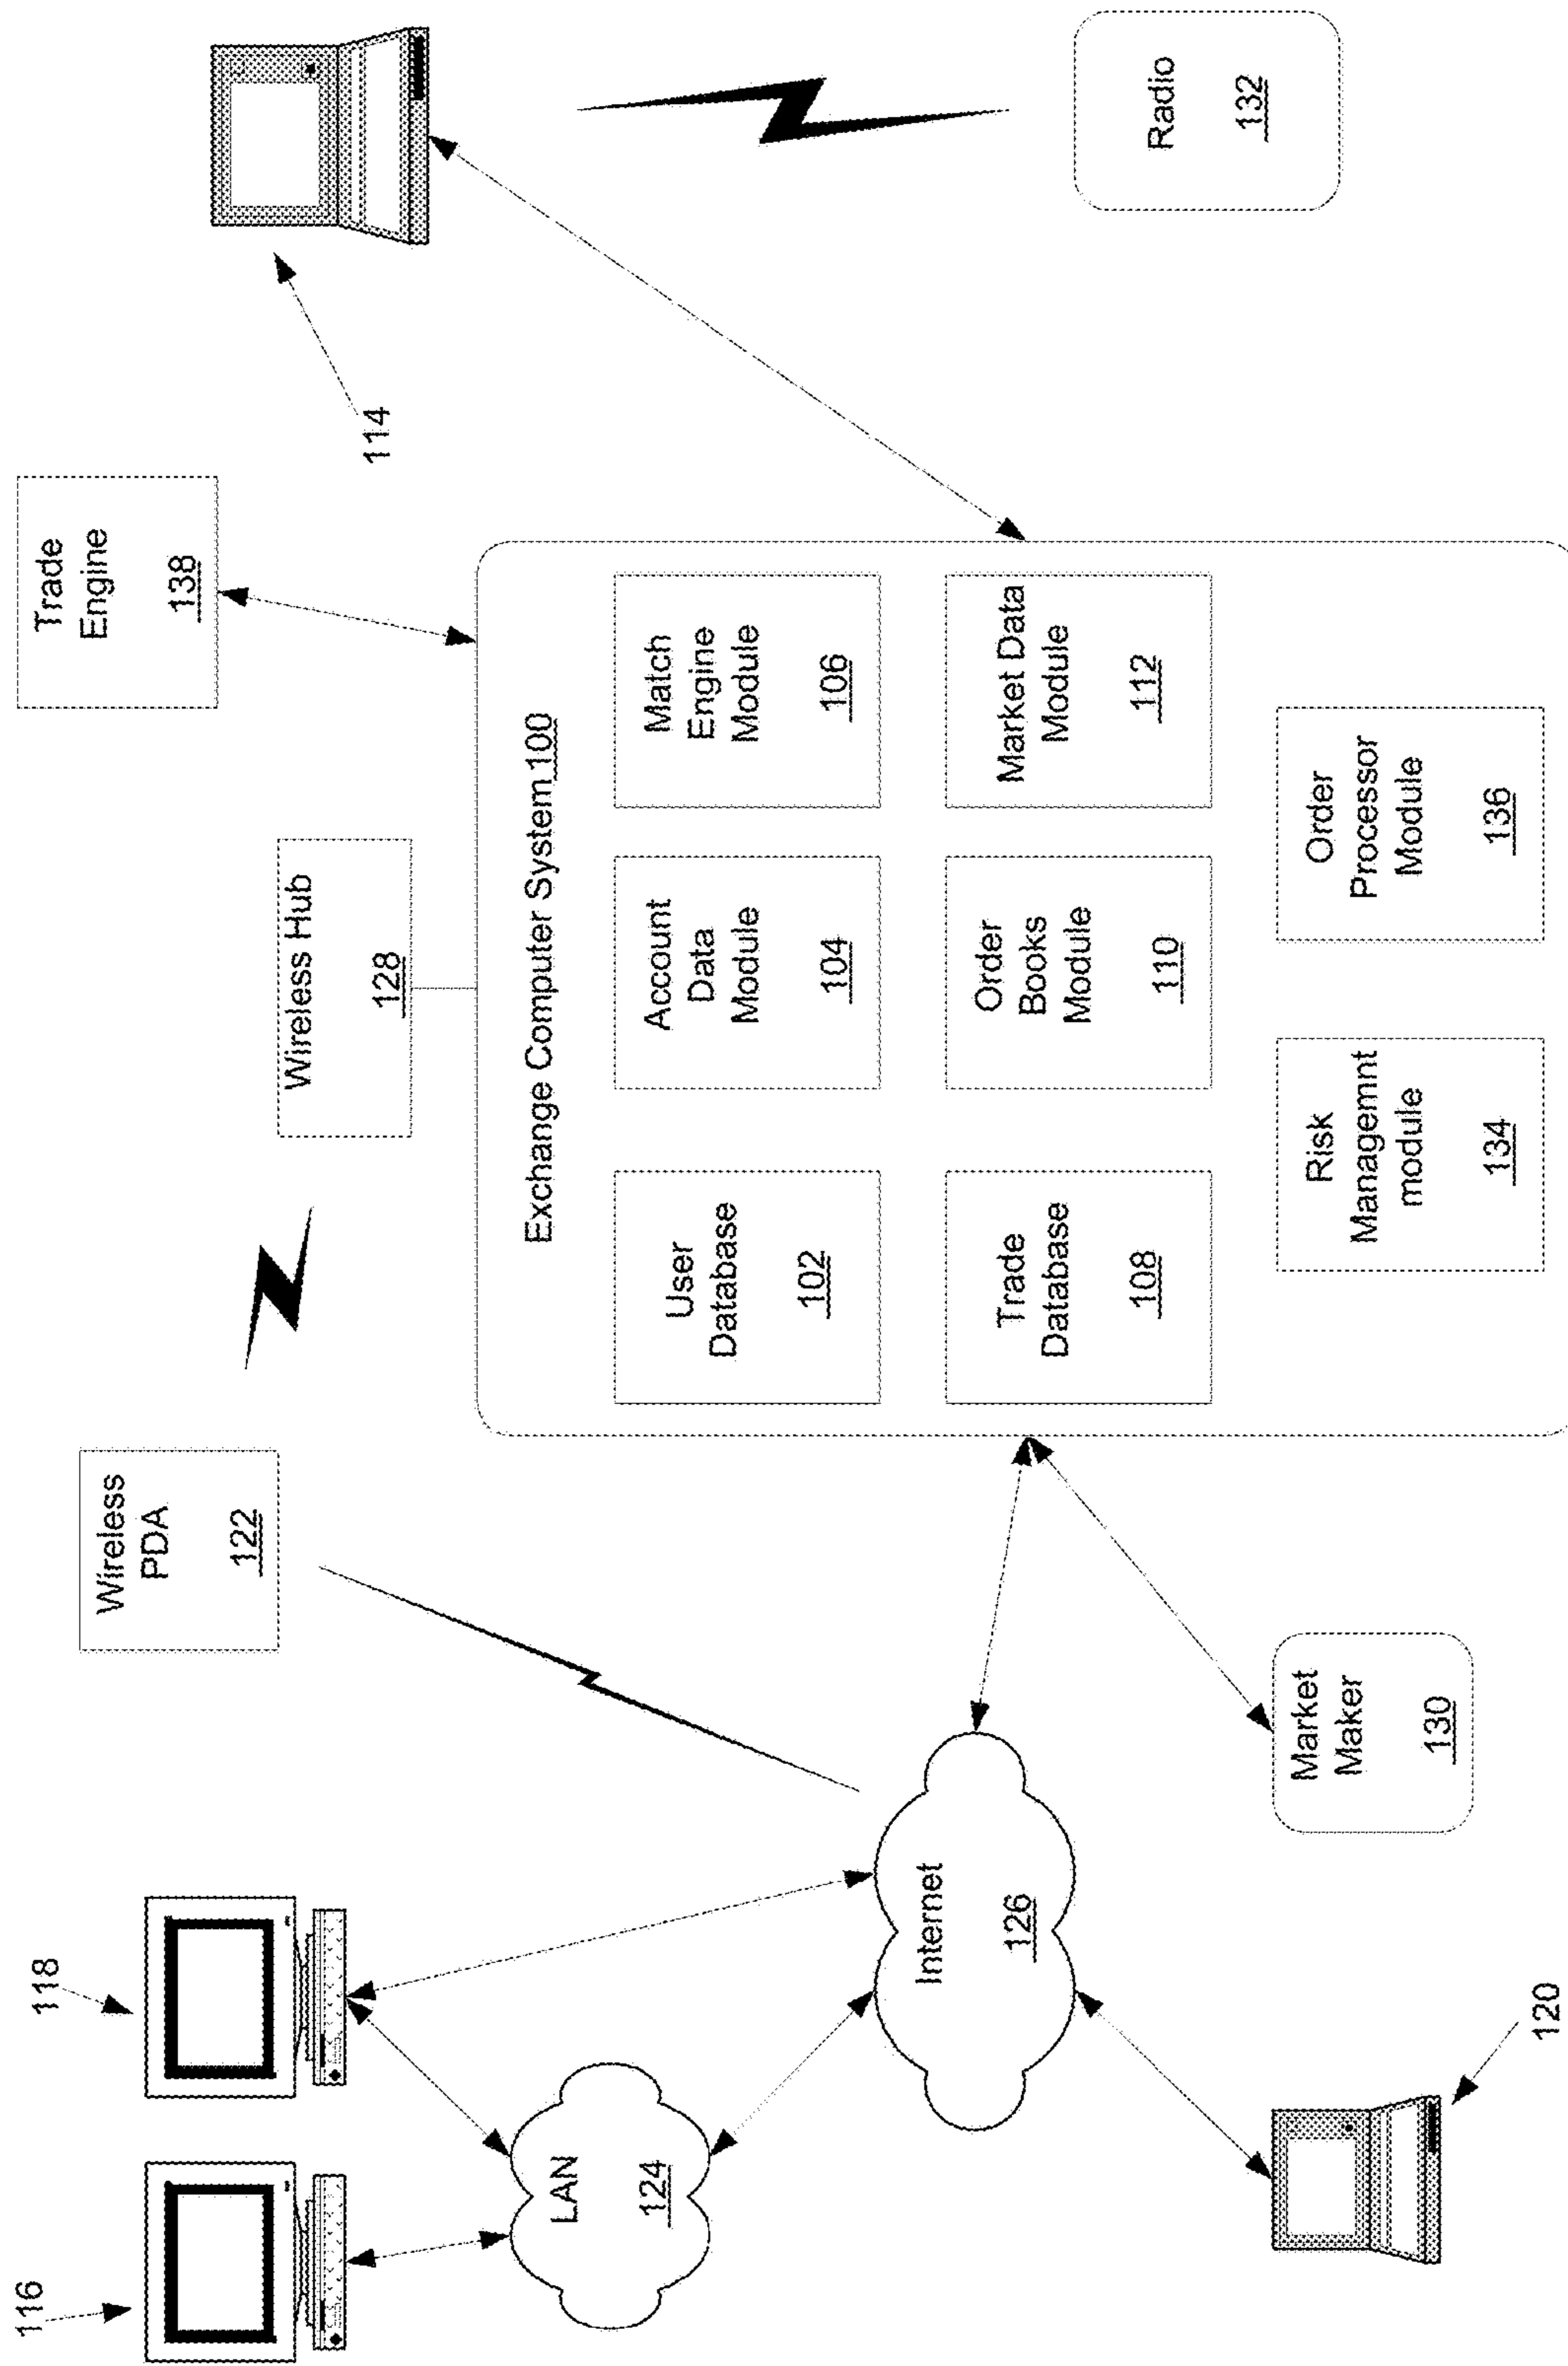 116
118
Wireless
PDA
122
Wireless Hub
128
Trade
Engine
138
114
LAN
124
Internet
126
120
Market
Maker
130
Exchange Computer System 100
User
Database
102
Account
Data
Module
104
Match
Engine
Module
106
Trade
Database
108
Order
Books
Module
110
Market Data
Module
112
Risk
Managemnt
module
134
Order
Processor
Module
136
Radio
132